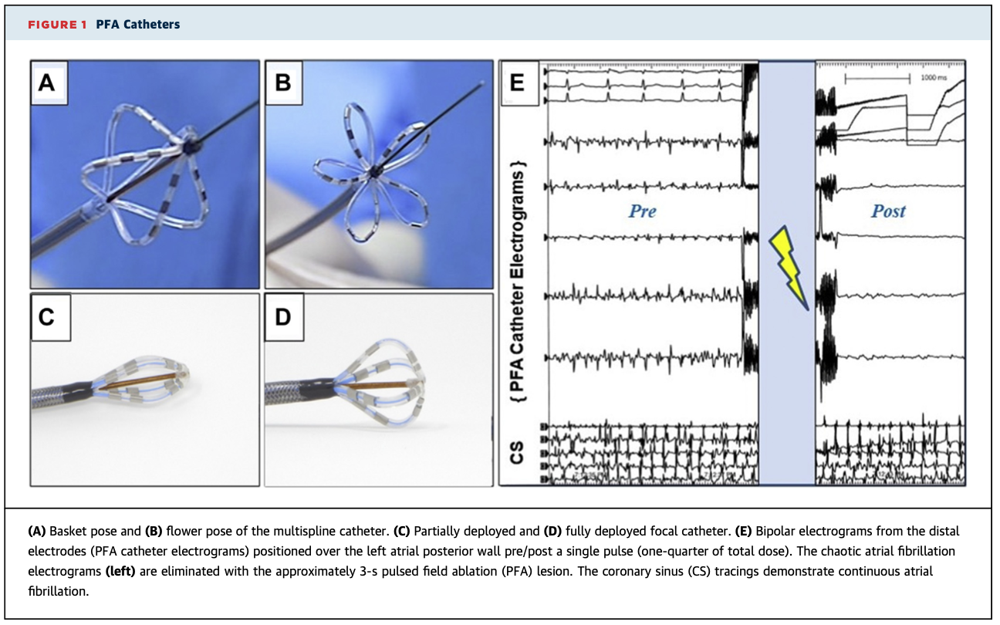 FIGURE 1 PFA Catheters
A
B
E
1000 ms
Pre
Post
{ PFA Catheter Electrograms }
C
D
CS
(A) Basket pose and (B) flower pose of the multispline catheter. (C) Partially deployed and (D) fully deployed focal catheter. (E) Bipolar electrograms from the distal
electrodes (PFA catheter electrograms) positioned over the left atrial posterior wall pre/post a single pulse (one-quarter of total dose). The chaotic atrial fibrillation
electrograms (left) are eliminated with the approximately 3-s pulsed field ablation (PFA) lesion. The coronary sinus (CS) tracings demonstrate continuous atrial
fibrillation.